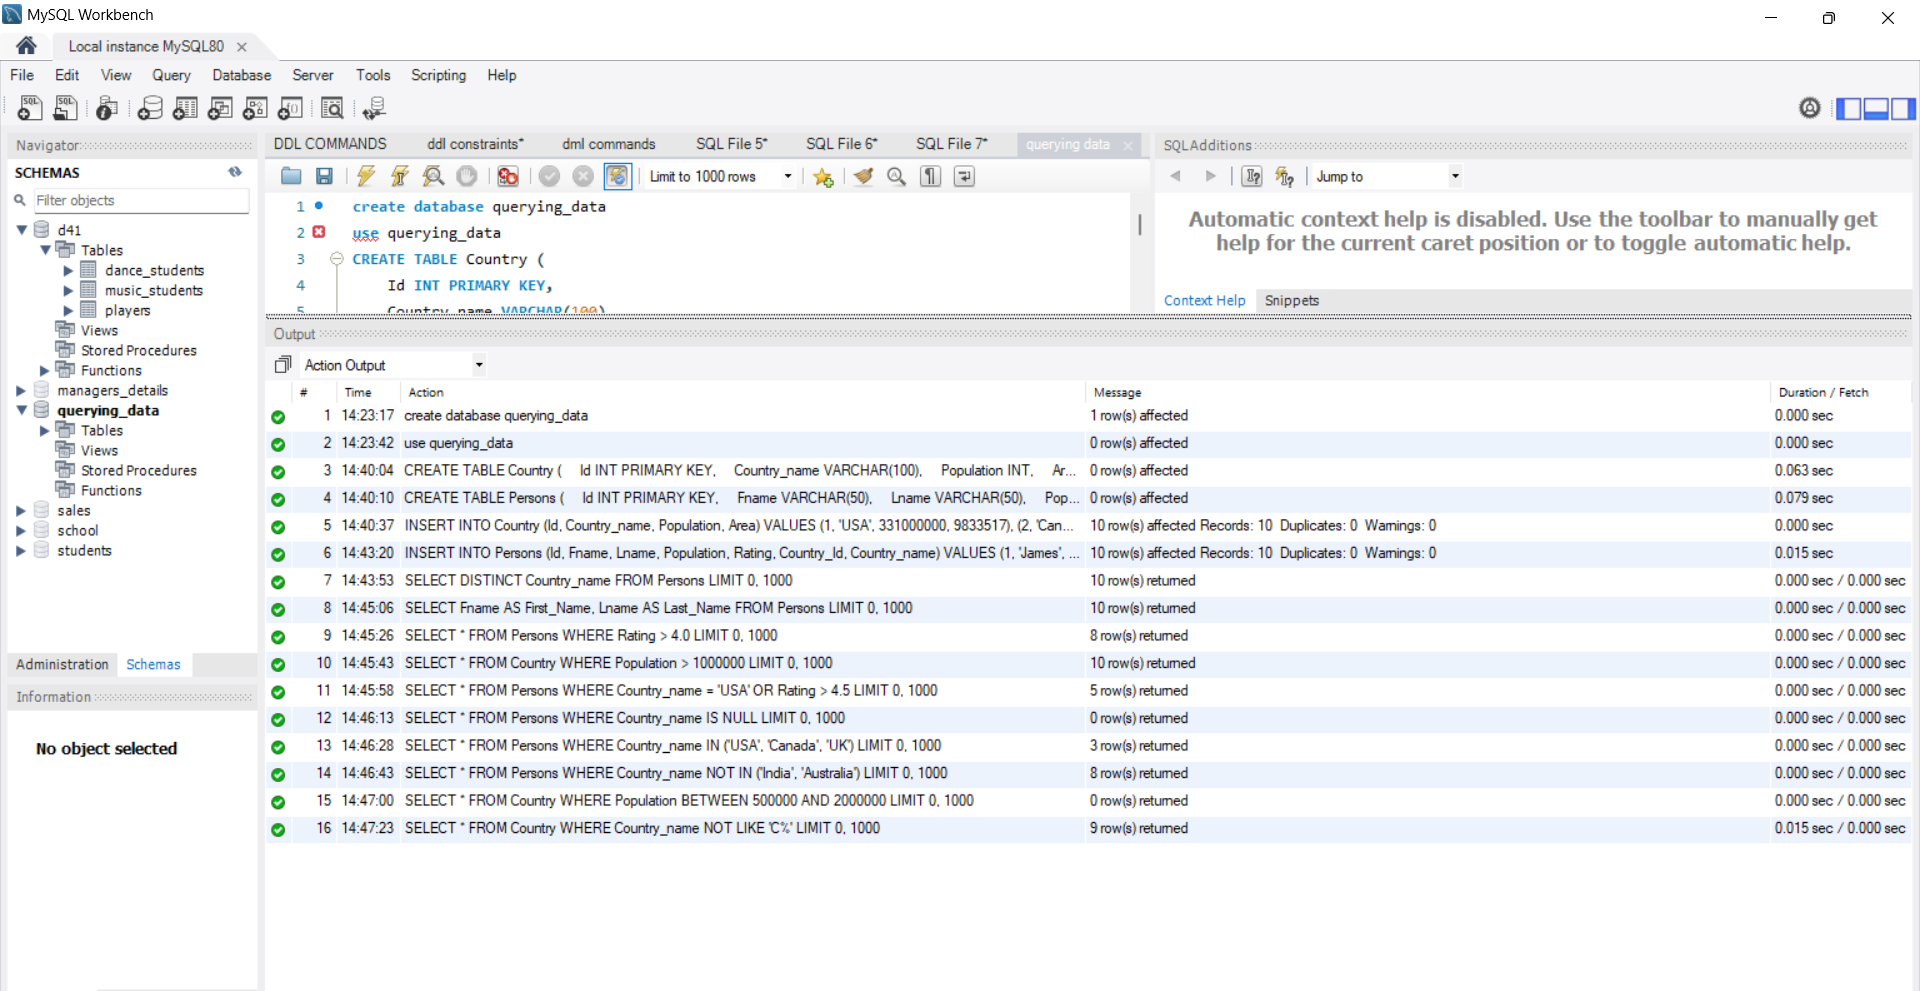 MySQL Workbench
Local instance MySQL80
File Edit View Query Database Server Tools Scripting Help
Navigator
SCHEMAS
Filter objects
d41
Tables
dance_students
music_students
players
Views
Stored Procedures
Functions
managers_details
querying_data
Tables
Views
Stored Procedures
Functions
sales
school
students
Administration Schemas
Information
No object selected
DDL COMMANDS ddl constraints* dml commands SQL File 5* SQL File 6* SQL File 7* querying data
Limit to 1000 rows
1 create database querying_data
2 use querying_data
3 CREATE TABLE Country (
4 Id INT PRIMARY KEY,
5 Country_name VARCHAR(100)
SQLAdditions
Jump to
Automatic context help is disabled. Use the toolbar to manually get
help for the current caret position or to toggle automatic help.
Context Help Snippets
Output
Action Output
# Time Action Message Duration / Fetch
1 14:23:17 create database querying_data 1 row(s) affected 0.000 sec
2 14:23:42 use querying_data 0 row(s) affected 0.000 sec
3 14:40:04 CREATE TABLE Country ( Id INT PRIMARY KEY, Country_name VARCHAR(100), Population INT, Ar... 0 row(s) affected 0.063 sec
4 14:40:10 CREATE TABLE Persons ( Id INT PRIMARY KEY, Fname VARCHAR(50), Lname VARCHAR(50), Pop... 0 row(s) affected 0.079 sec
5 14:40:37 INSERT INTO Country (Id, Country_name, Population, Area) VALUES (1, 'USA', 331000000, 9833517), (2, 'Can... 10 row(s) affected Records: 10 Duplicates: 0 Warnings: 0 0.000 sec
6 14:43:20 INSERT INTO Persons (Id, Fname, Lname, Population, Rating, Country_Id, Country_name) VALUES (1, 'James', ... 10 row(s) affected Records: 10 Duplicates: 0 Warnings: 0 0.015 sec
7 14:43:53 SELECT DISTINCT Country_name FROM Persons LIMIT 0, 1000 10 row(s) returned 0.000 sec / 0.000 sec
8 14:45:06 SELECT Fname AS First_Name, Lname AS Last_Name FROM Persons LIMIT 0, 1000 10 row(s) returned 0.000 sec / 0.000 sec
9 14:45:26 SELECT * FROM Persons WHERE Rating > 4.0 LIMIT 0, 1000 8 row(s) returned 0.000 sec / 0.000 sec
10 14:45:43 SELECT * FROM Country WHERE Population > 1000000 LIMIT 0, 1000 10 row(s) returned 0.000 sec / 0.000 sec
11 14:45:58 SELECT * FROM Persons WHERE Country_name = 'USA' OR Rating > 4.5 LIMIT 0, 1000 5 row(s) returned 0.000 sec / 0.000 sec
12 14:46:13 SELECT * FROM Persons WHERE Country_name IS NULL LIMIT 0, 1000 0 row(s) returned 0.000 sec / 0.000 sec
13 14:46:28 SELECT * FROM Persons WHERE Country_name IN ('USA', 'Canada', 'UK') LIMIT 0, 1000 3 row(s) returned 0.000 sec / 0.000 sec
14 14:46:43 SELECT * FROM Persons WHERE Country_name NOT IN ('India', 'Australia') LIMIT 0, 1000 8 row(s) returned 0.000 sec / 0.000 sec
15 14:47:00 SELECT * FROM Country WHERE Population BETWEEN 500000 AND 2000000 LIMIT 0, 1000 0 row(s) returned 0.000 sec / 0.000 sec
16 14:47:23 SELECT * FROM Country WHERE Country_name NOT LIKE 'C%' LIMIT 0, 1000 9 row(s) returned 0.015 sec / 0.000 sec